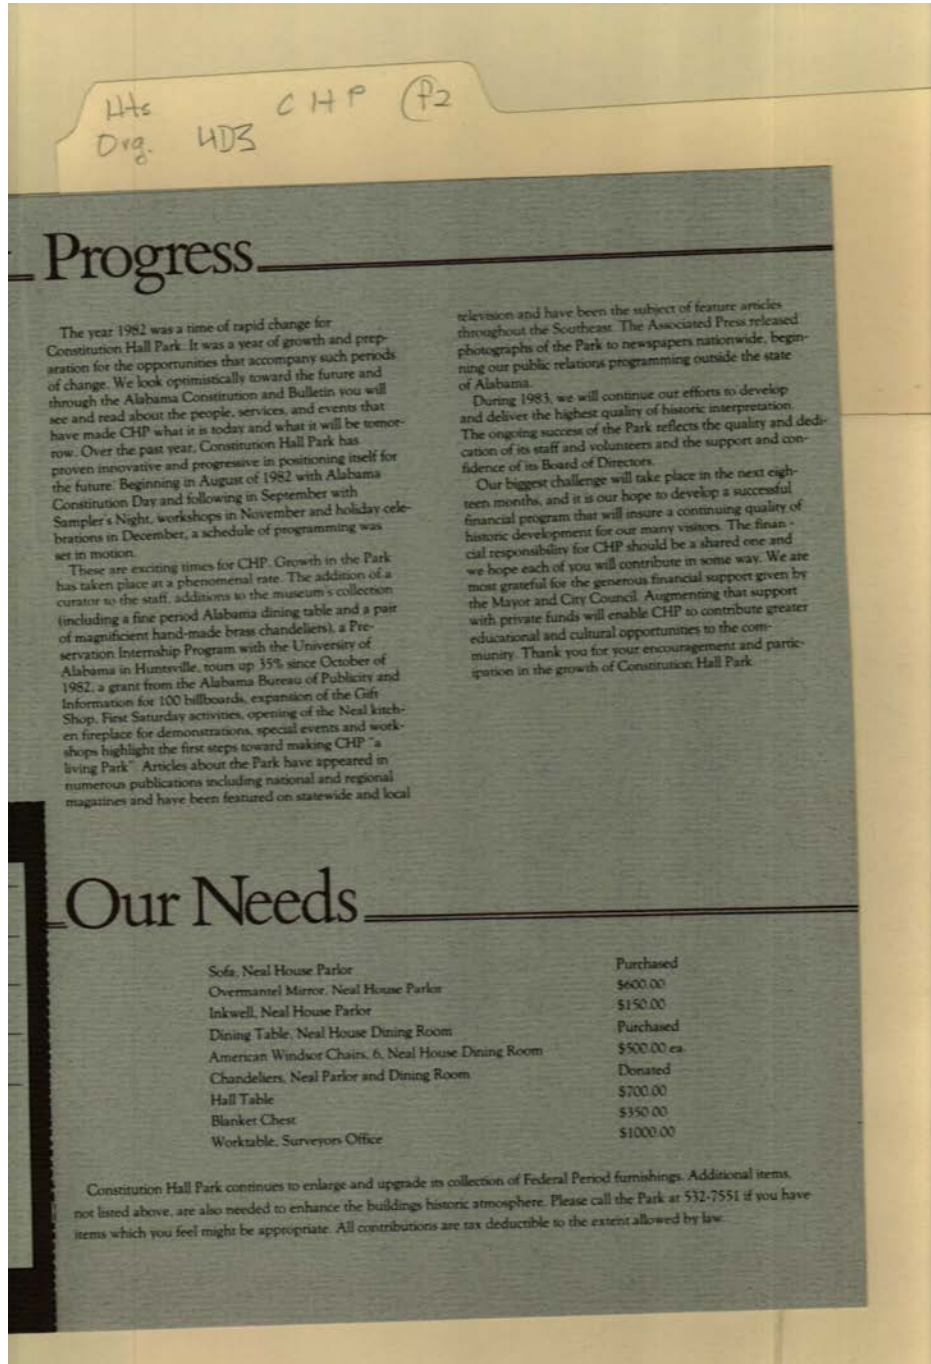 Hts CHP P2
Org. HDS
Progress
The year 1982 was a time of rapid change for
Constitution Hall Park. It was a year of growth and prep-
aration for the opportunities that accompany such periods
of change. We look optimistically toward the future and
through the Alabama Constitution and Bulletin you will
see and read about the people, services, and events that
have made CHP what it is today and what it will be tomor-
row. Over the past year, Constitution Hall Park has
proven innovative and progressive in positioning itself for
the future. Beginning in August of 1982 with Alabama
Constitution Day and following in September with
Sampler's Night, workshops in November and holiday cele-
brations in December, a schedule of programming was
set in motion.
These are exciting times for CHP. Growth in the Park
has taken place at a phenomenal rate. The addition of a
curator to the staff, additions to the museum's collection
(including a fine period Alabama dining table and a pair
of magnificient hand-made brass chandeliers), a Pre-
servation Internship Program with the University of
Alabama in Huntsville, tours up 35% since October of
1982, a grant from the Alabama Bureau of Publicity and
Information for 100 billboards, expansion of the Gift
Shop, First Saturday activities, opening of the Neal kitch-
en fireplace for demonstrations, special events and work-
shops highlight the first steps toward making CHP "a
living Park". Articles about the Park have appeared in
numerous publications including national and regional
magazines and have been featured on statewide and local
television and have been the subject of feature articles
throughout the Southeast. The Associated Press released
photographs of the Park to newspapers nationwide, begin-
ning our public relations programming outside the state
of Alabama.
During 1983, we will continue our efforts to develop
and deliver the highest quality of historic interpretation.
The ongoing success of the Park reflects the quality and dedi-
cation of its staff and volunteers and the support and con-
fidence of its Board of Directors.
Our biggest challenge will take place in the next eigh-
teen months, and it is our hope to develop a successful
financial program that will insure a continuing quality of
historic development for our many visitors. The finan-
cial responsibility for CHP should be a shared one and
we hope each of you will contribute in some way. We are
most grateful for the generous financial support given by
the Mayor and City Council. Augmenting that support
with private funds will enable CHP to contribute greater
educational and cultural opportunities to the com-
munity. Thank you for your encouragement and partic-
ipation in the growth of Constitution Hall Park.
Our Needs
Sofa, Neal House Parlor Purchased
Overmantel Mirror, Neal House Parlor $600.00
Inkwell, Neal House Parlor $150.00
Dining Table, Neal House Dining Room Purchased
American Windsor Chairs, 6, Neal House Dining Room $500.00 ea.
Chandeliers, Neal Parlor and Dining Room Donated
Hall Table $700.00
Blanket Chest $350.00
Worktable, Surveyors Office $1000.00
Constitution Hall Park continues to enlarge and upgrade its collection of Federal Period furnishings. Additional items,
not listed above, are also needed to enhance the buildings historic atmosphere. Please call the Park at 532-7551 if you have
items which you feel might be appropriate. All contributions are tax deductible to the extent allowed by law.